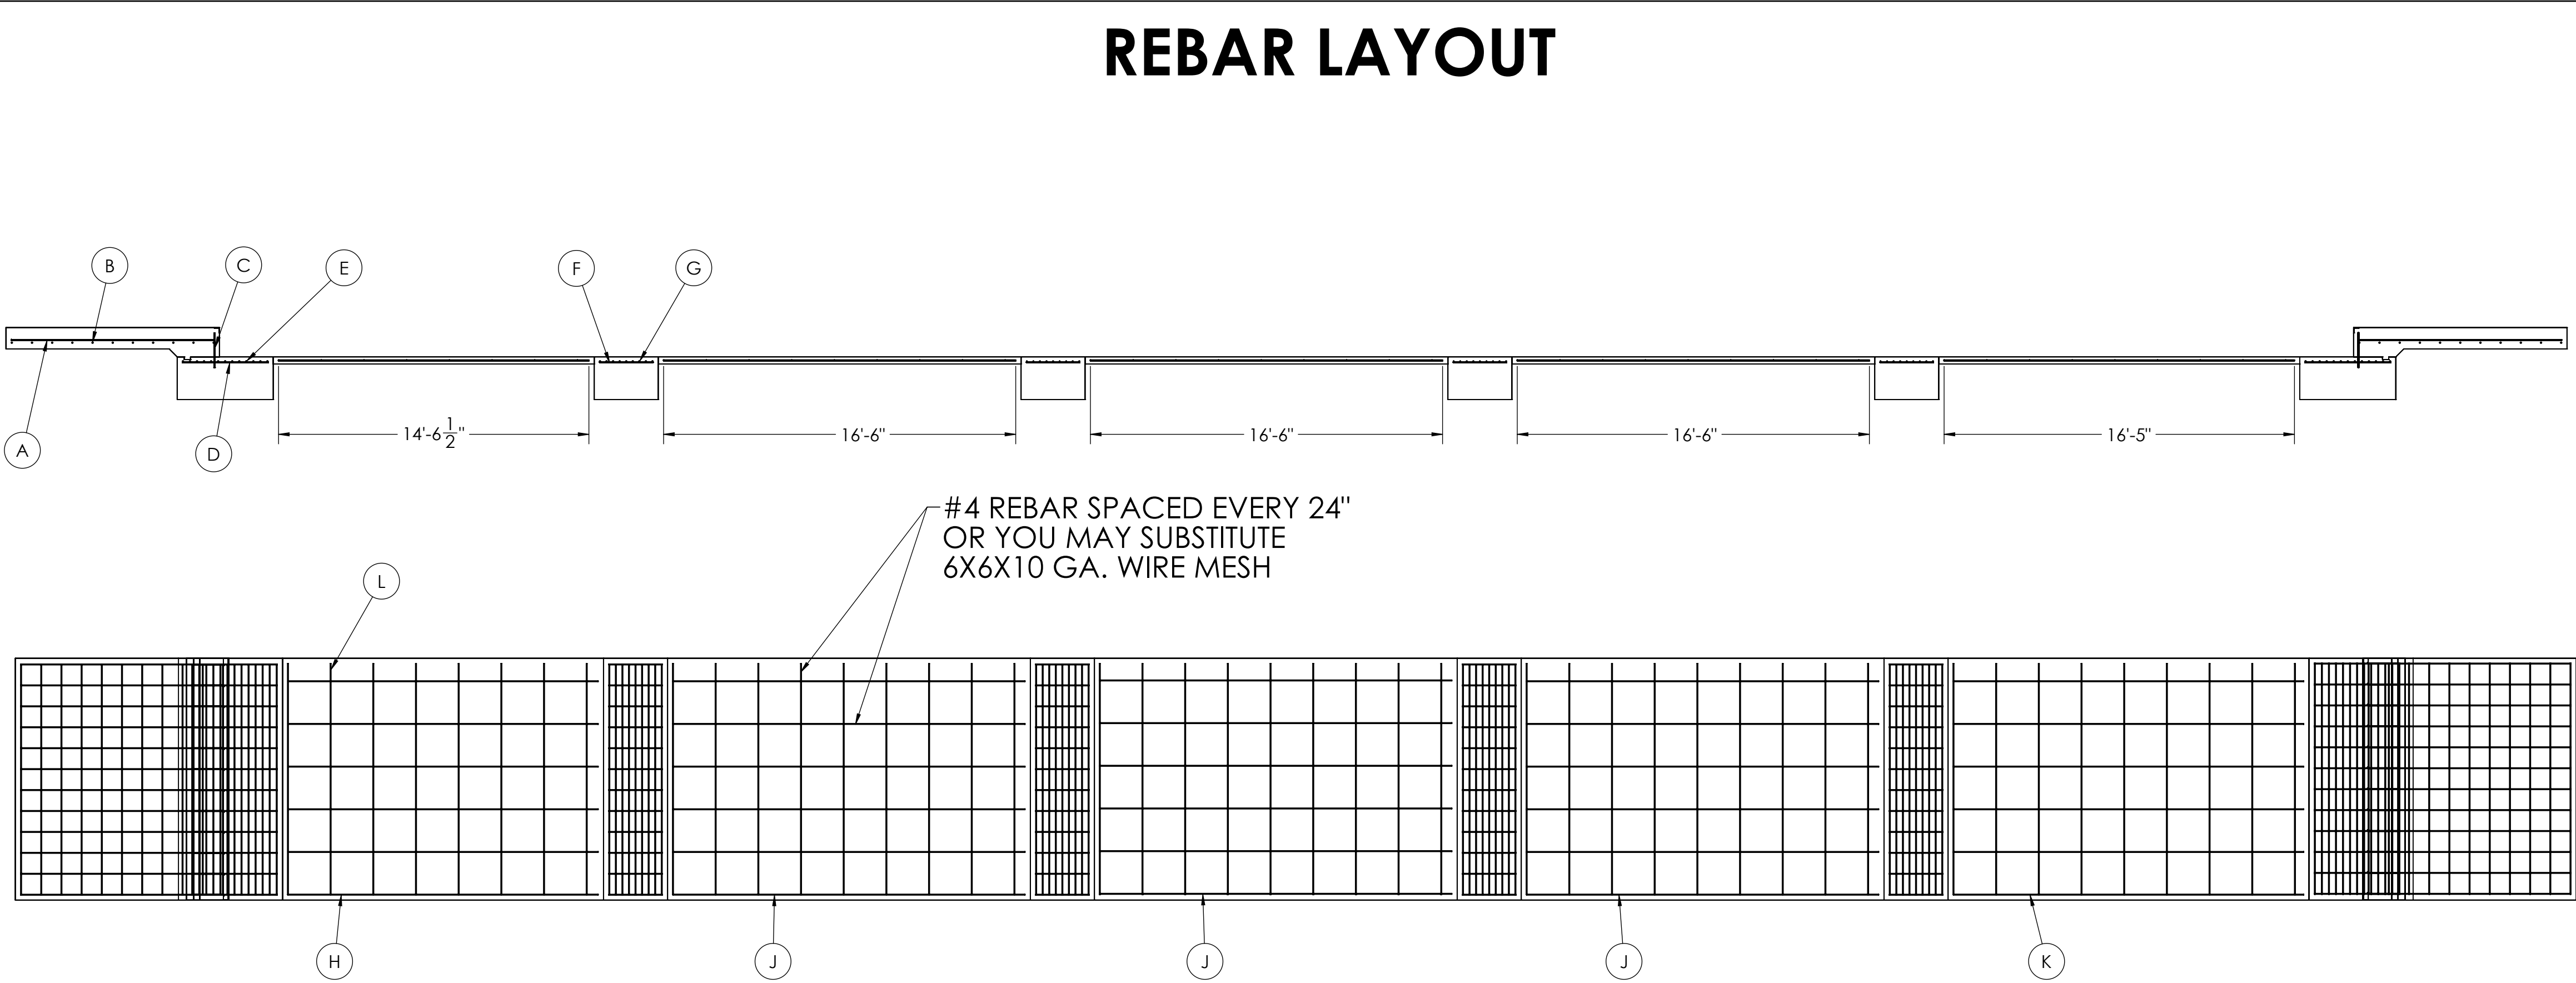 REBAR LAYOUT
B
C
E
F
G
A
D
14'-6 1/2"
16'-6"
16'-6"
16'-6"
16'-5"
#4 REBAR SPACED EVERY 24"
OR YOU MAY SUBSTITUTE
6X6X10 GA. WIRE MESH
L
H
J
J
J
K